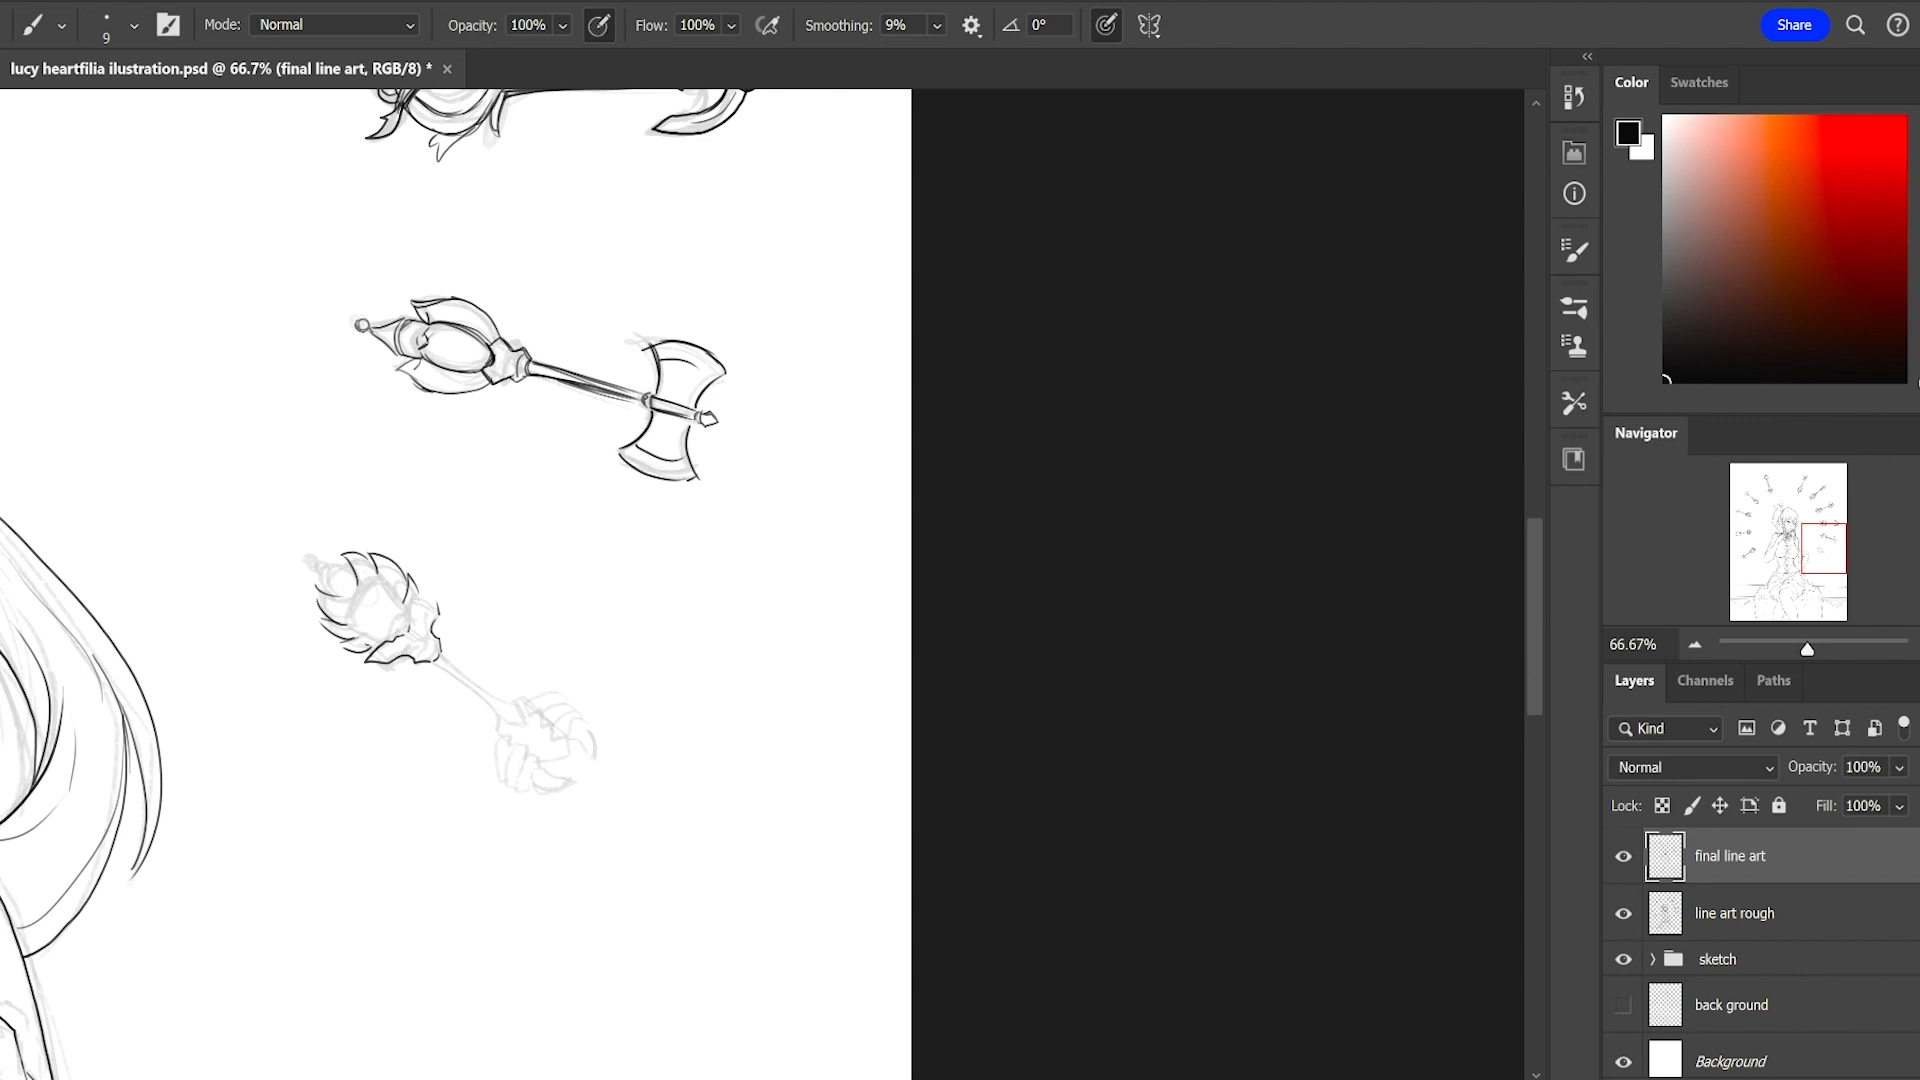 9 Mode: Normal Opacity: 100% Flow: 100% Smoothing: 9% 0° Share
lucy heartfilia ilustration.psd @ 66.7% (final line art, RGB/8) * ×
Color Swatches
Navigator
66.67%
Layers Channels Paths
Kind
Normal Opacity: 100%
Lock: Fill: 100%
final line art
line art rough
sketch
back ground
Background